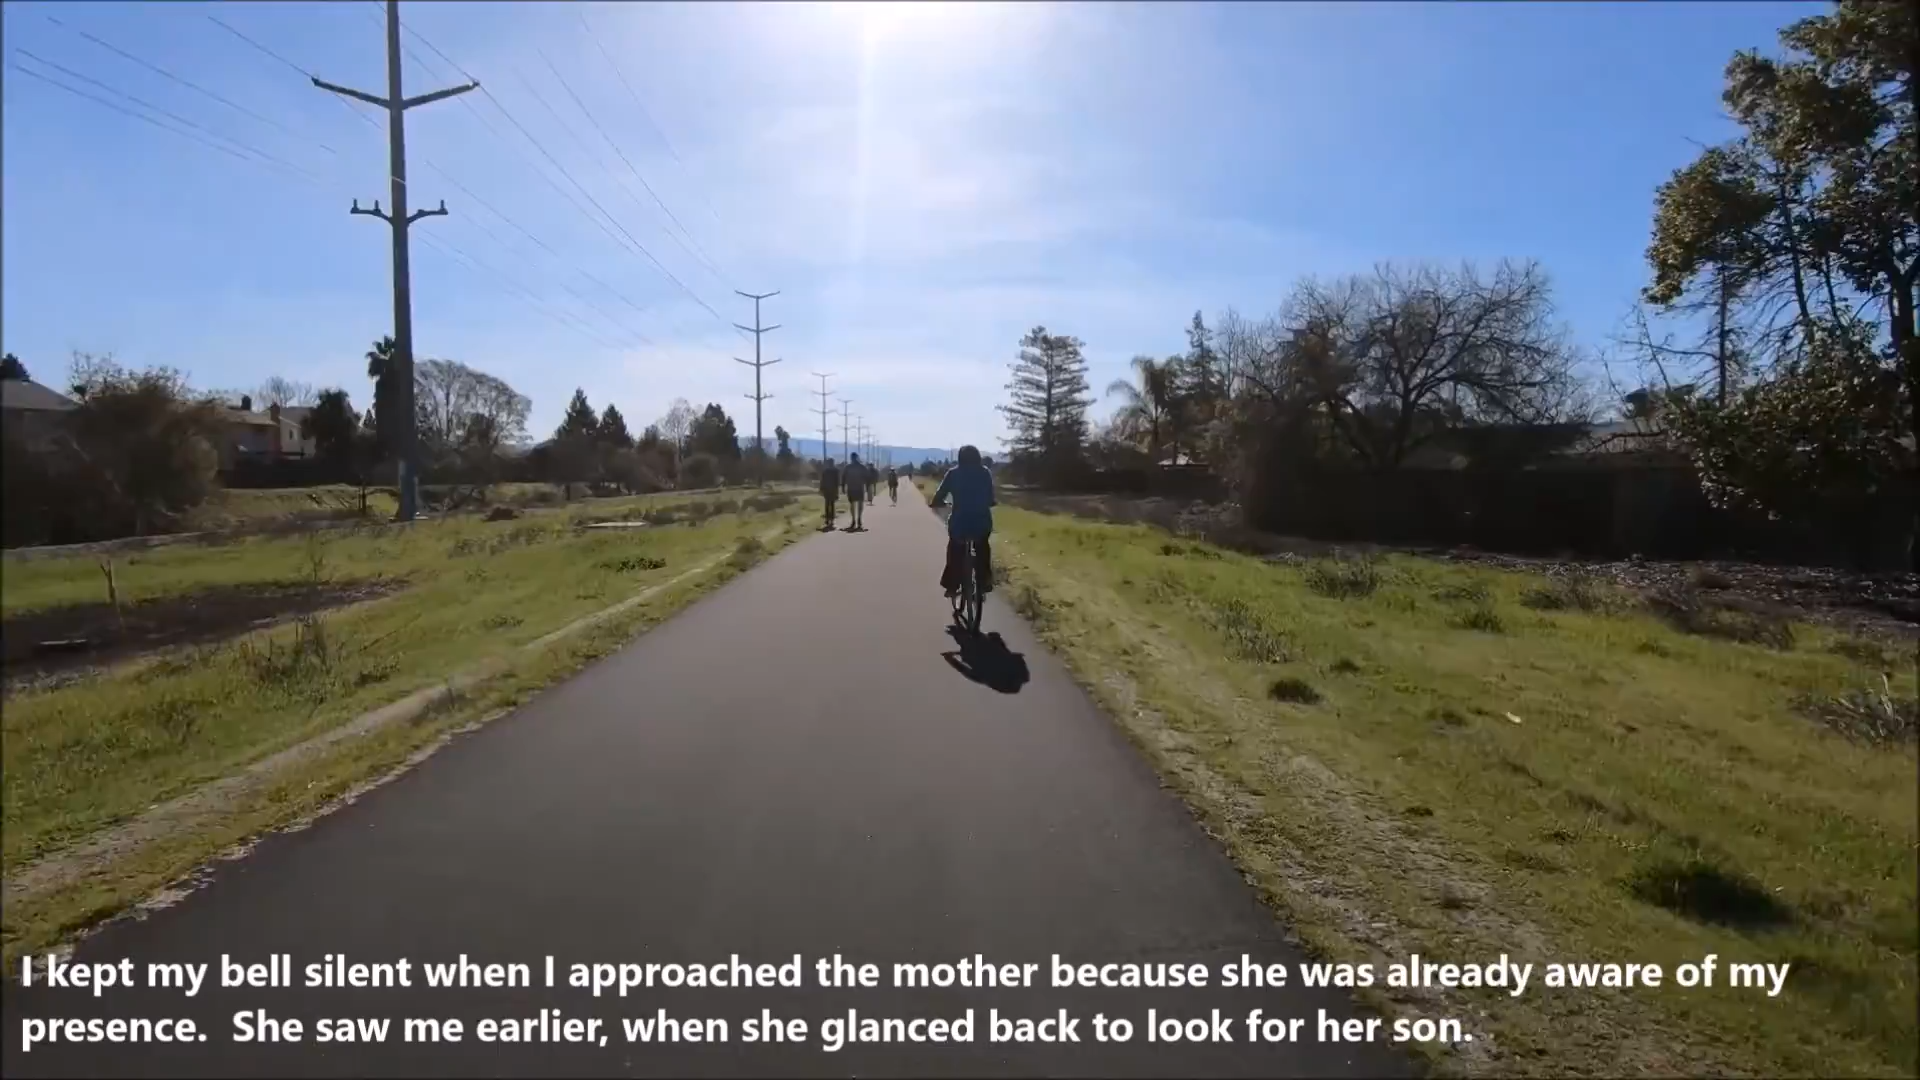 I kept my bell silent when I approached the mother because she was already aware of my
presence.  She saw me earlier, when she glanced back to look for her son.